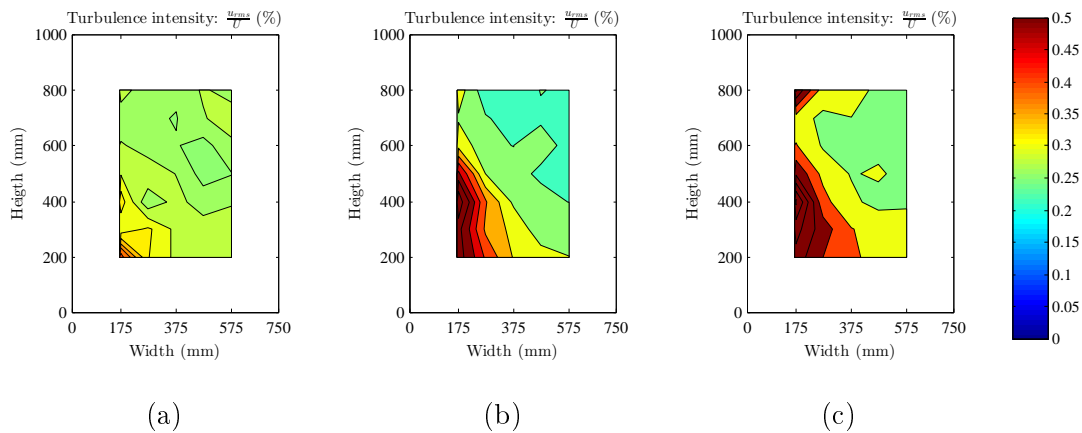 Turbulence intensity: u_rms/U (%)
1000
800
600
400
200
0
Heigth (mm)
0 175 375 575 750
Width (mm)
(a)
Turbulence intensity: u_rms/U (%)
1000
800
600
400
200
0
Heigth (mm)
0 175 375 575 750
Width (mm)
(b)
Turbulence intensity: u_rms/U (%)
1000
800
600
400
200
0
Heigth (mm)
0 175 375 575 750
Width (mm)
(c)
0.5
0.45
0.4
0.35
0.3
0.25
0.2
0.15
0.1
0.05
0